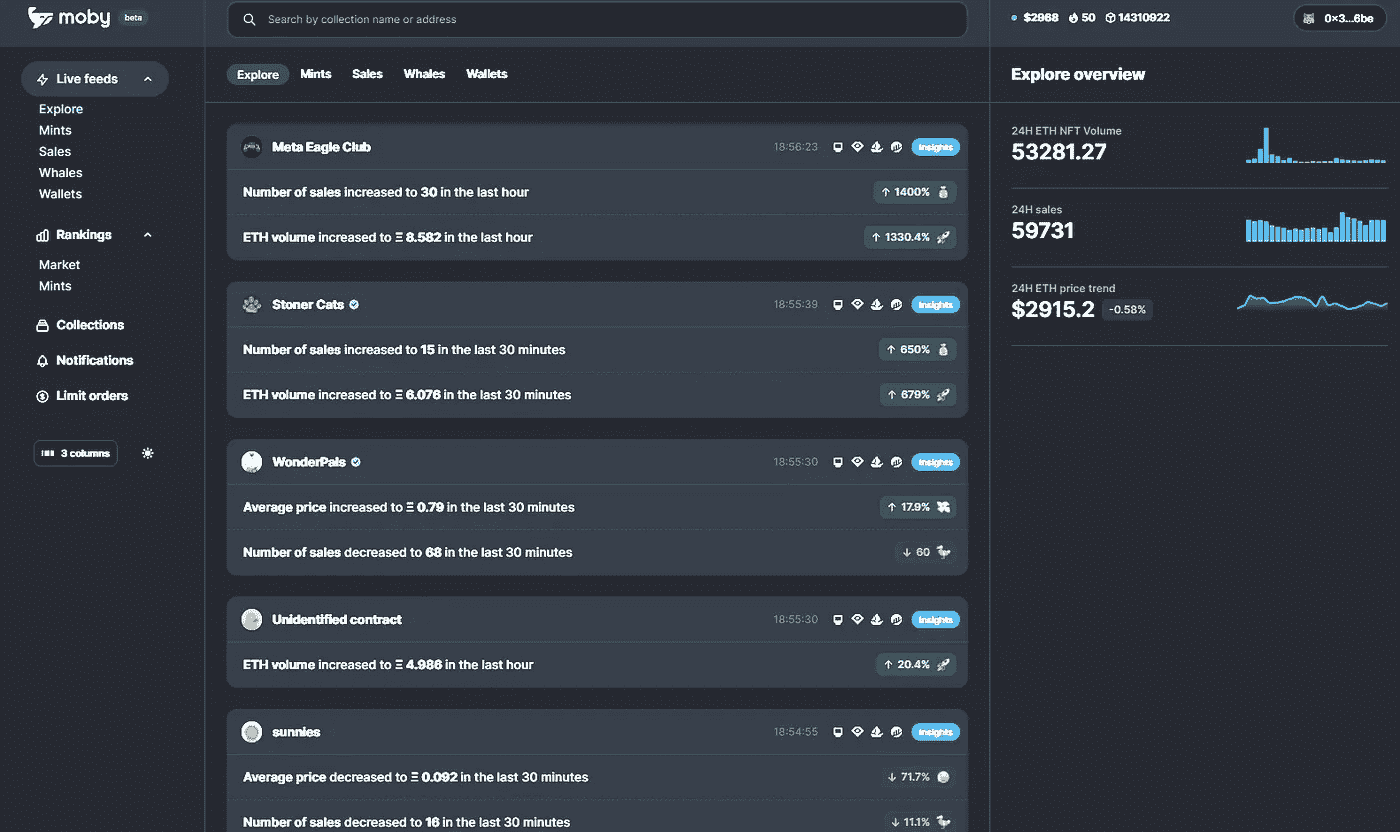 moby beta
Search by collection name or address
$2968 50 14310922
0×3...6be
Live feeds
Explore
Mints
Sales
Whales
Wallets
Rankings
Market
Mints
Collections
Notifications
Limit orders
3 columns
Explore Mints Sales Whales Wallets
Meta Eagle Club 18:56:23 Insights
Number of sales increased to 30 in the last hour ↑ 1400%
ETH volume increased to Ξ 8.582 in the last hour ↑ 1330.4%
Stoner Cats 18:55:39 Insights
Number of sales increased to 15 in the last 30 minutes ↑ 650%
ETH volume increased to Ξ 6.076 in the last 30 minutes ↑ 679%
WonderPals 18:55:30 Insights
Average price increased to Ξ 0.79 in the last 30 minutes ↑ 17.9%
Number of sales decreased to 68 in the last 30 minutes ↓ 60
Unidentified contract 18:55:30 Insights
ETH volume increased to Ξ 4.986 in the last hour ↑ 20.4%
sunnies 18:54:55 Insights
Average price decreased to Ξ 0.092 in the last 30 minutes ↓ 71.7%
Number of sales decreased to 16 in the last 30 minutes ↓ 11.1%
Explore overview
24H ETH NFT Volume
53281.27
24H sales
59731
24H ETH price trend
$2915.2 -0.58%